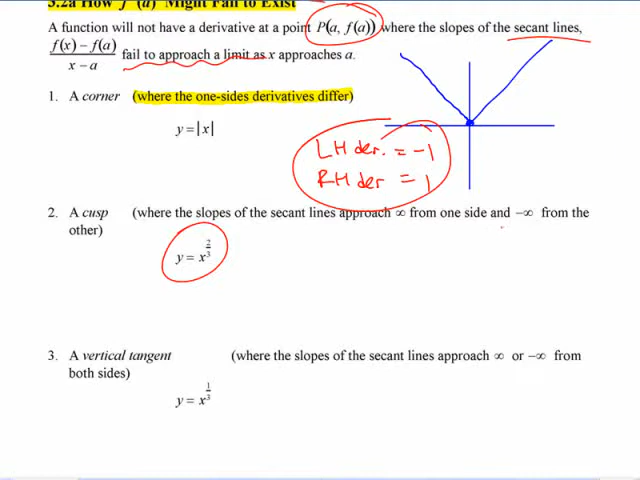 3.2a How f ′(a) Might Fail to Exist
A function will not have a derivative at a point P(a, f(a)) where the slopes of the secant lines,
f(x) − f(a)
x − a
fail to approach a limit as x approaches a.
1. A corner (where the one-sides derivatives differ)
y = |x|
LH der. = -1
RH der = 1
2. A cusp (where the slopes of the secant lines approach ∞ from one side and −∞ from the
other)
y = x^(2/3)
3. A vertical tangent (where the slopes of the secant lines approach ∞ or −∞ from
both sides)
y = x^(1/3)